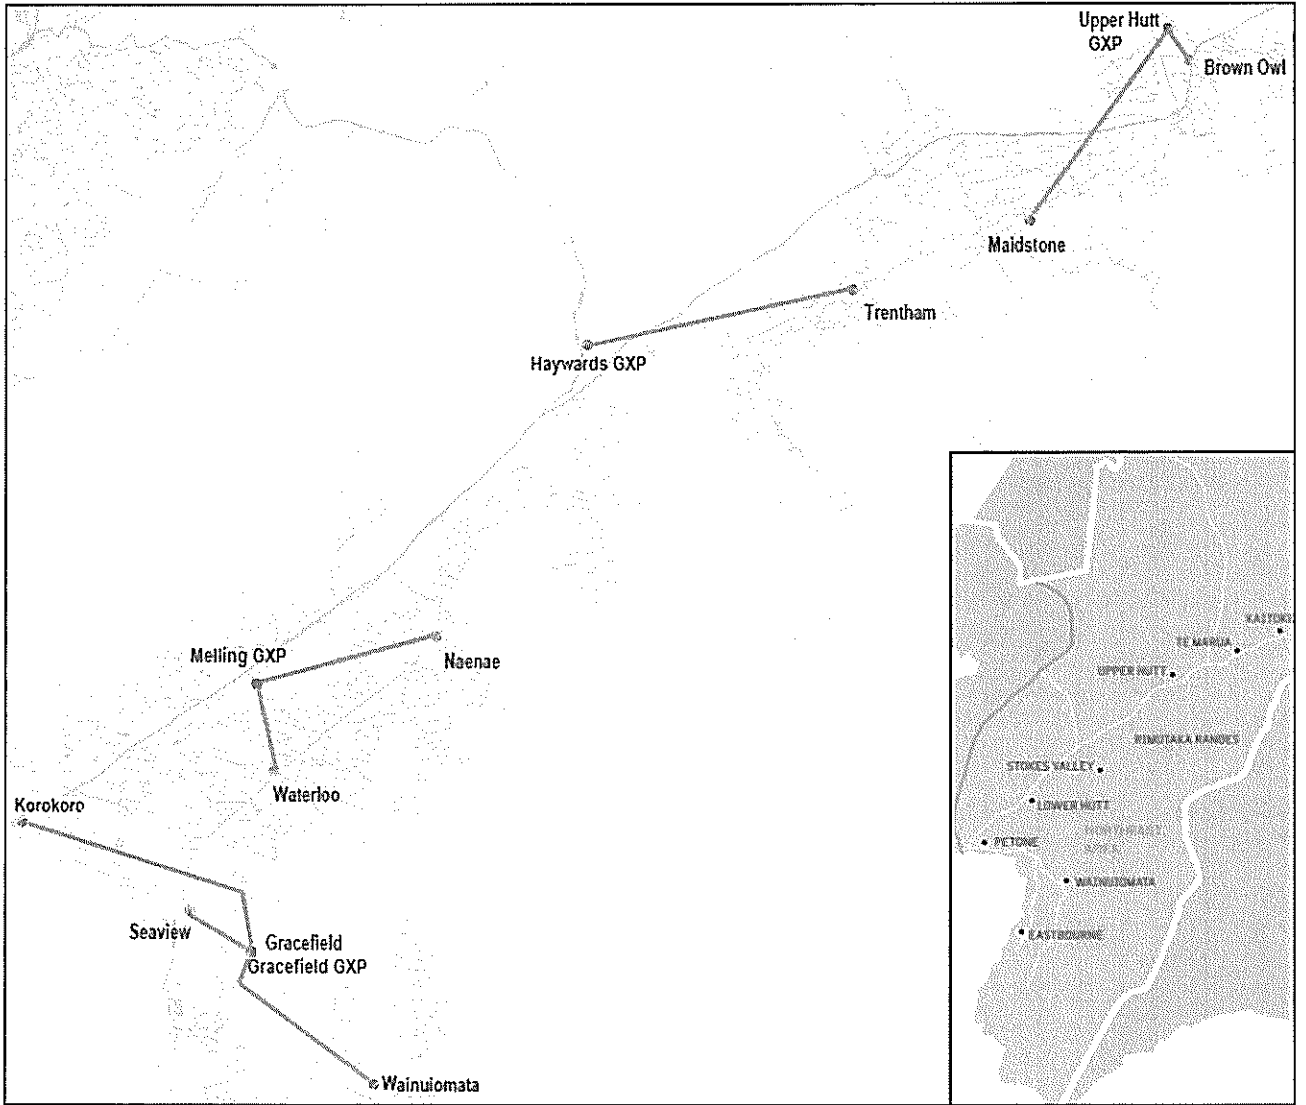 Upper Hutt
GXP
Brown Owl
Maidstone
Trentham
Haywards GXP
Melling GXP
Naenae
Waterloo
Korokoro
Seaview
Gracefield
Gracefield GXP
Wainuiomata
TE MARUA
UPPER HUTT
RIMUTAKA RANGES
STOKES VALLEY
LOWER HUTT
PETONE
WAINUIOMATA
EASTBOURNE